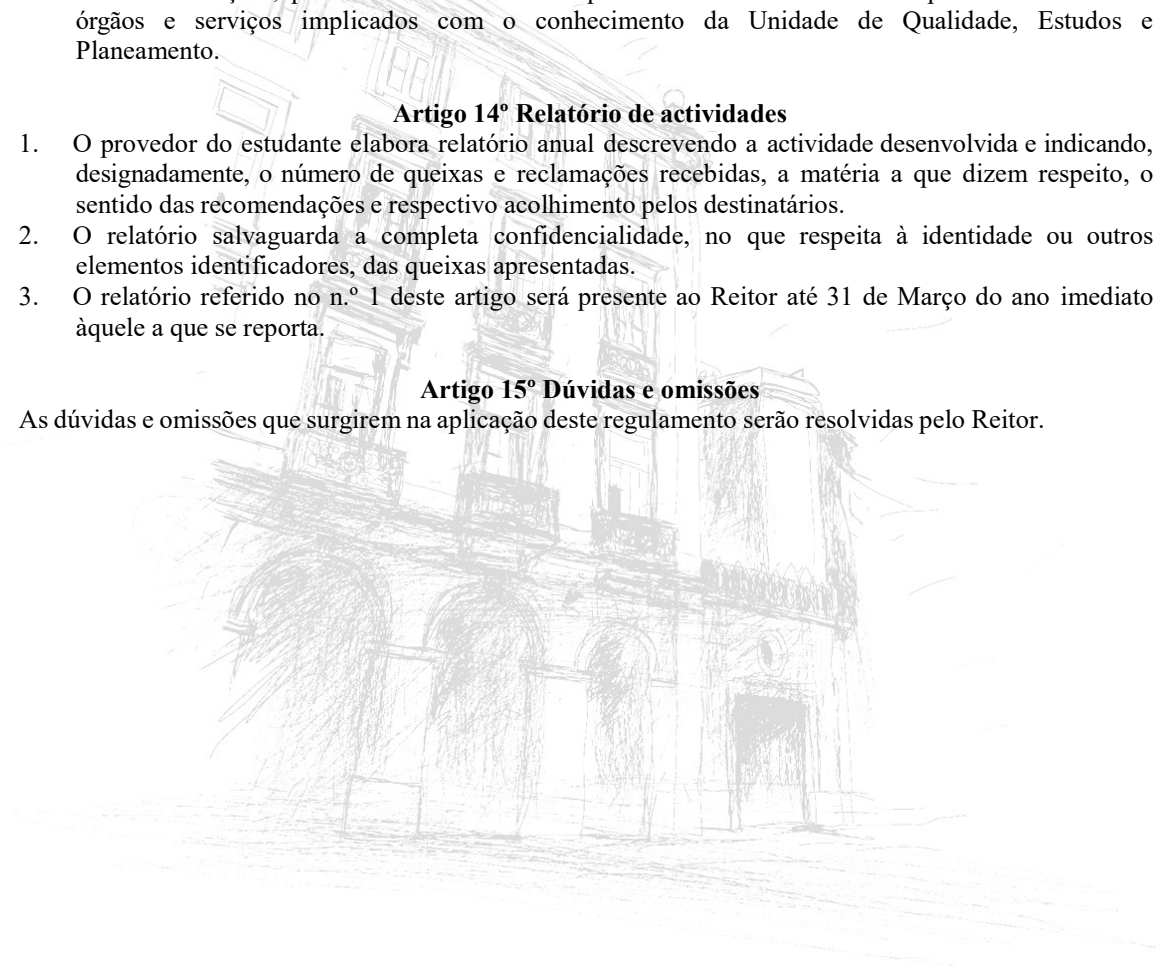 órgãos e serviços implicados com o conhecimento da Unidade de Qualidade, Estudos e
Planeamento.
Artigo 14º Relatório de actividades
1. O provedor do estudante elabora relatório anual descrevendo a actividade desenvolvida e indicando,
designadamente, o número de queixas e reclamações recebidas, a matéria a que dizem respeito, o
sentido das recomendações e respectivo acolhimento pelos destinatários.
2. O relatório salvaguarda a completa confidencialidade, no que respeita à identidade ou outros
elementos identificadores, das queixas apresentadas.
3. O relatório referido no n.º 1 deste artigo será presente ao Reitor até 31 de Março do ano imediato
àquele a que se reporta.
Artigo 15º Dúvidas e omissões
As dúvidas e omissões que surgirem na aplicação deste regulamento serão resolvidas pelo Reitor.